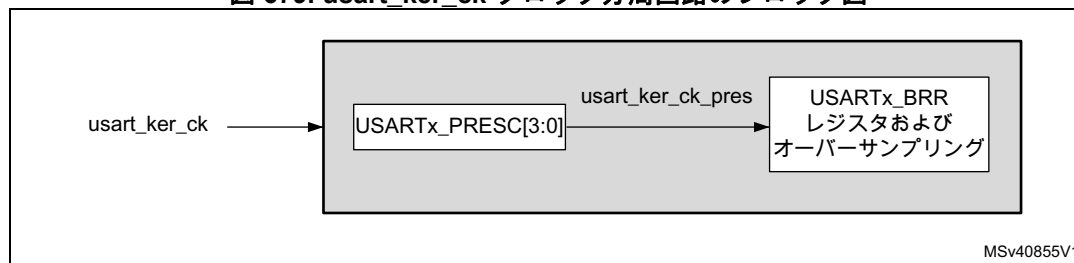 usart_ker_ck
USARTx_PRESC[3:0]
usart_ker_ck_pres
USARTx_BRR
レジスタおよび
オーバーサンプリング
MSv40855V1